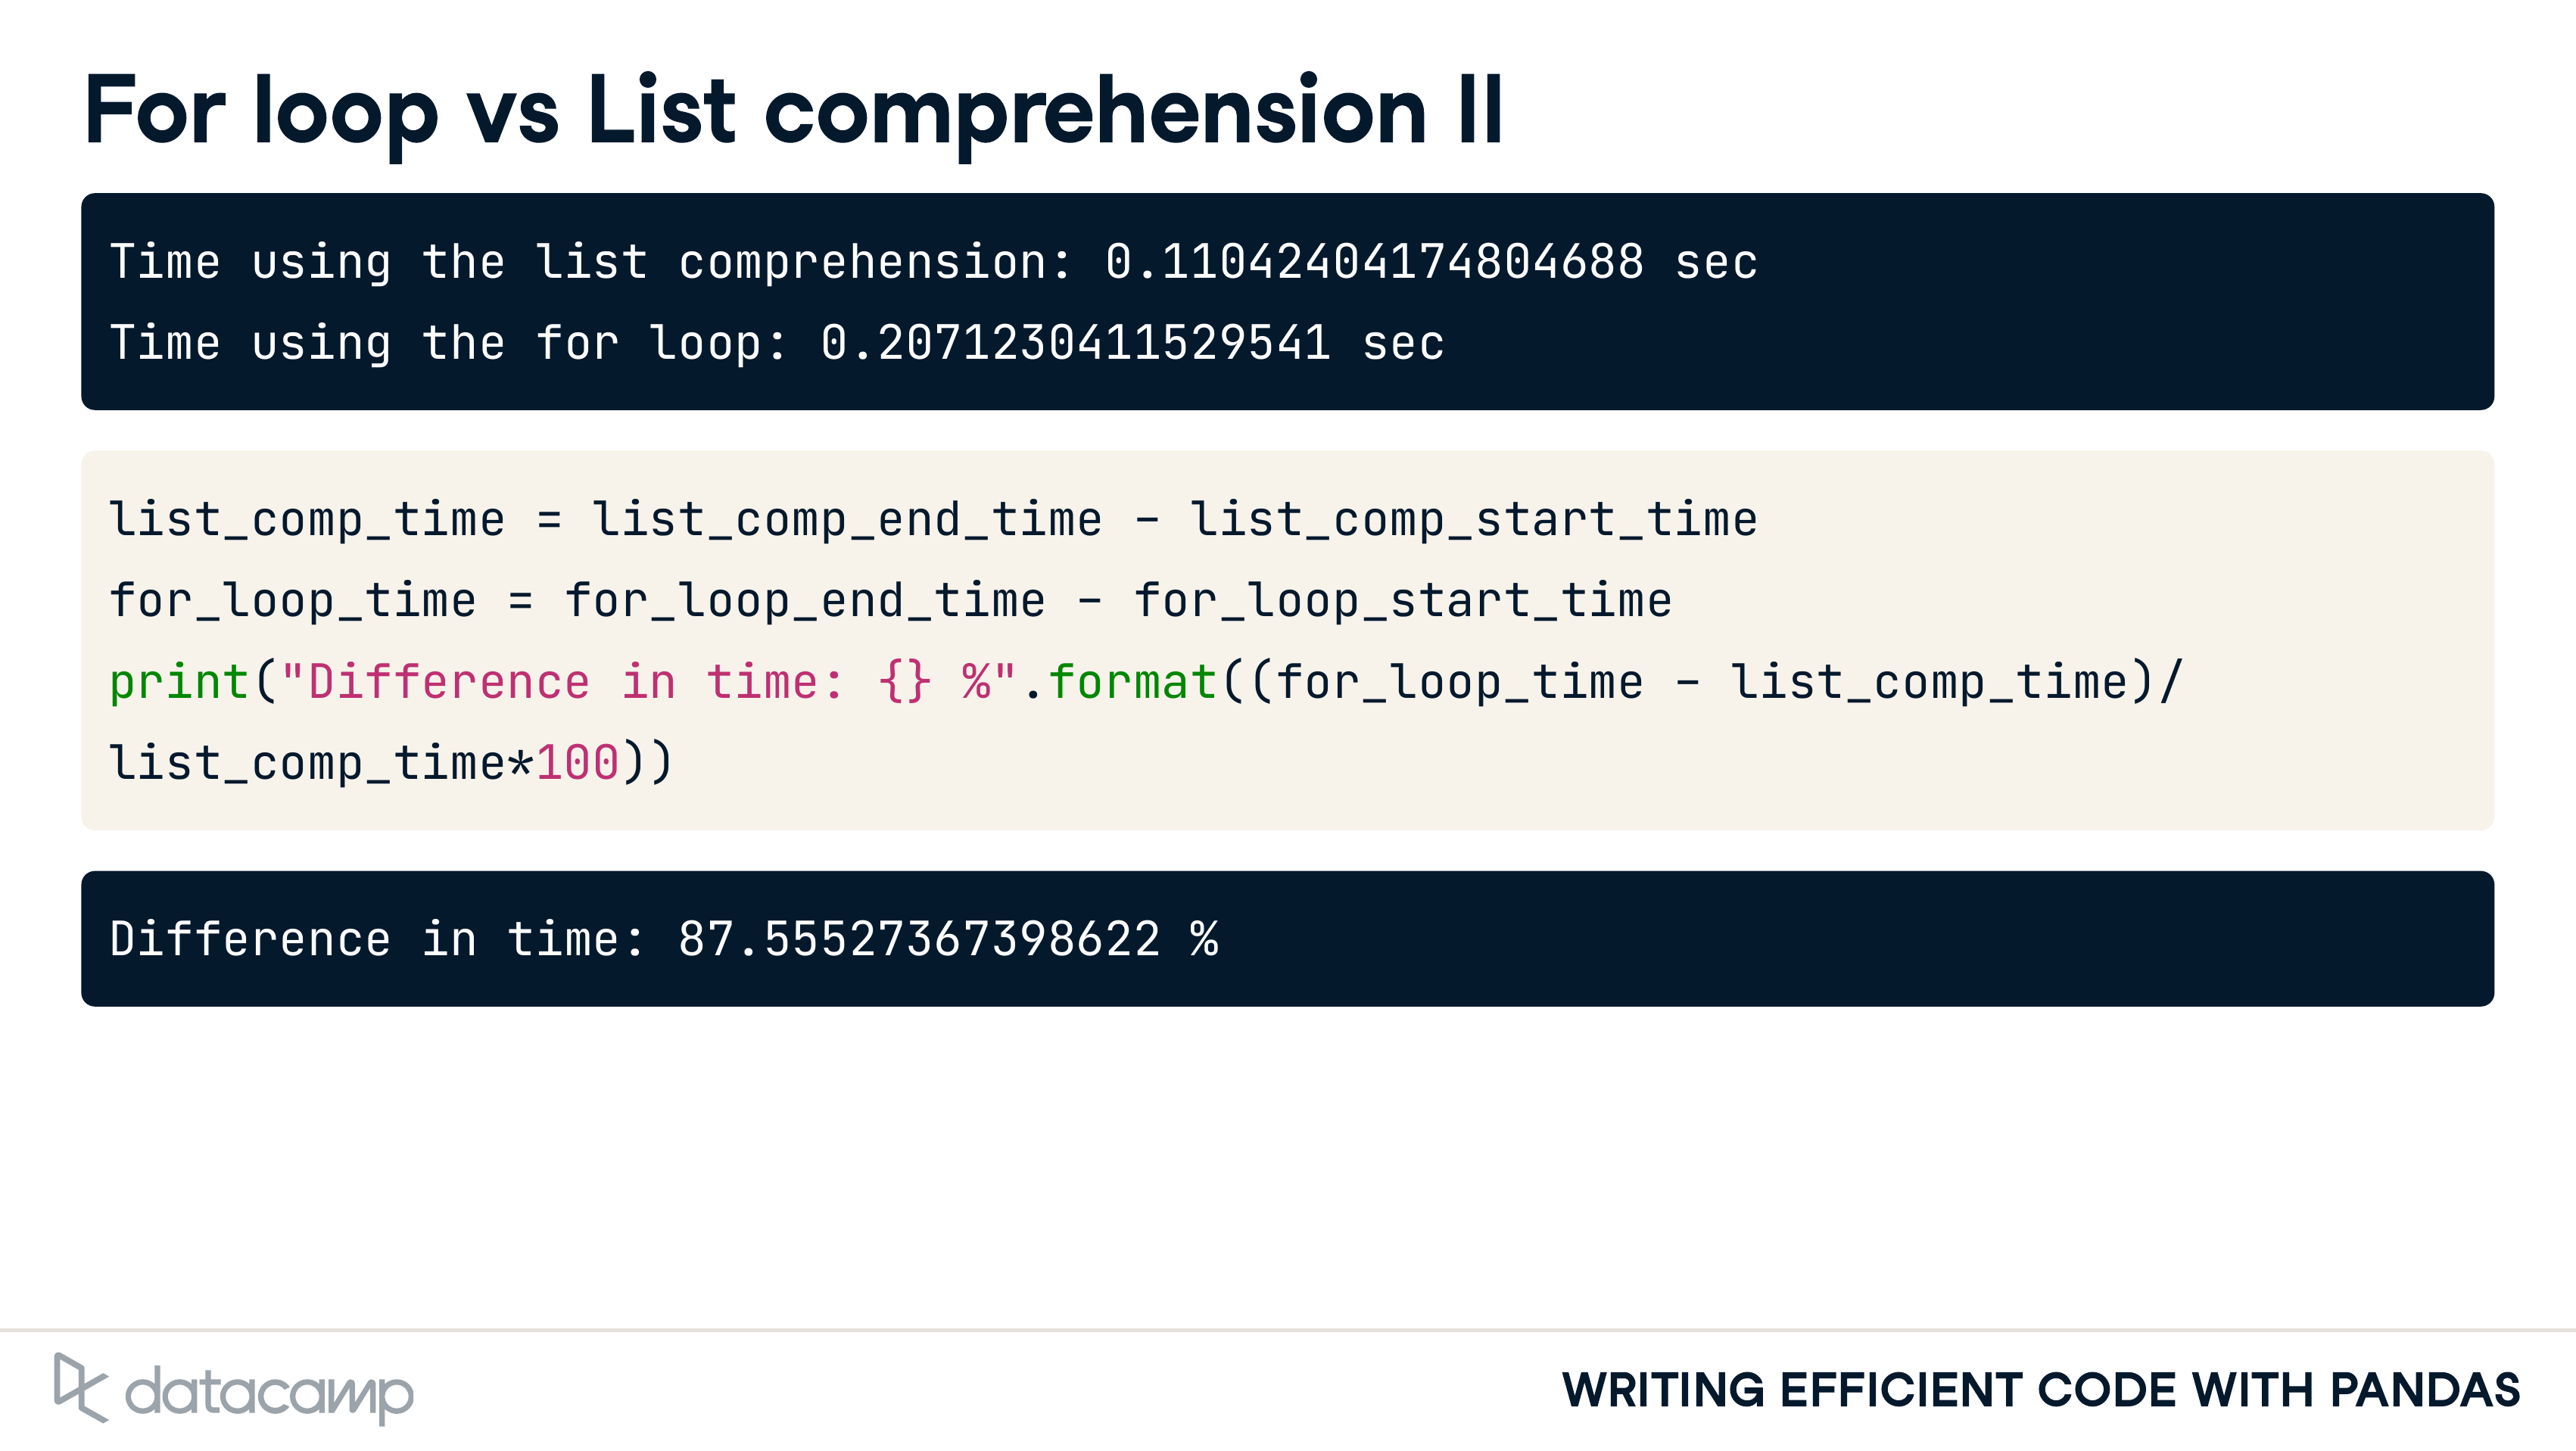 For loop vs List comprehension II
Time using the list comprehension: 0.11042404174804688 sec
Time using the for loop: 0.2071230411529541 sec
list_comp_time = list_comp_end_time - list_comp_start_time
for_loop_time = for_loop_end_time - for_loop_start_time
print("Difference in time: {} %".format((for_loop_time - list_comp_time)/
list_comp_time*100))
Difference in time: 87.55527367398622 %
datacamp
WRITING EFFICIENT CODE WITH PANDAS